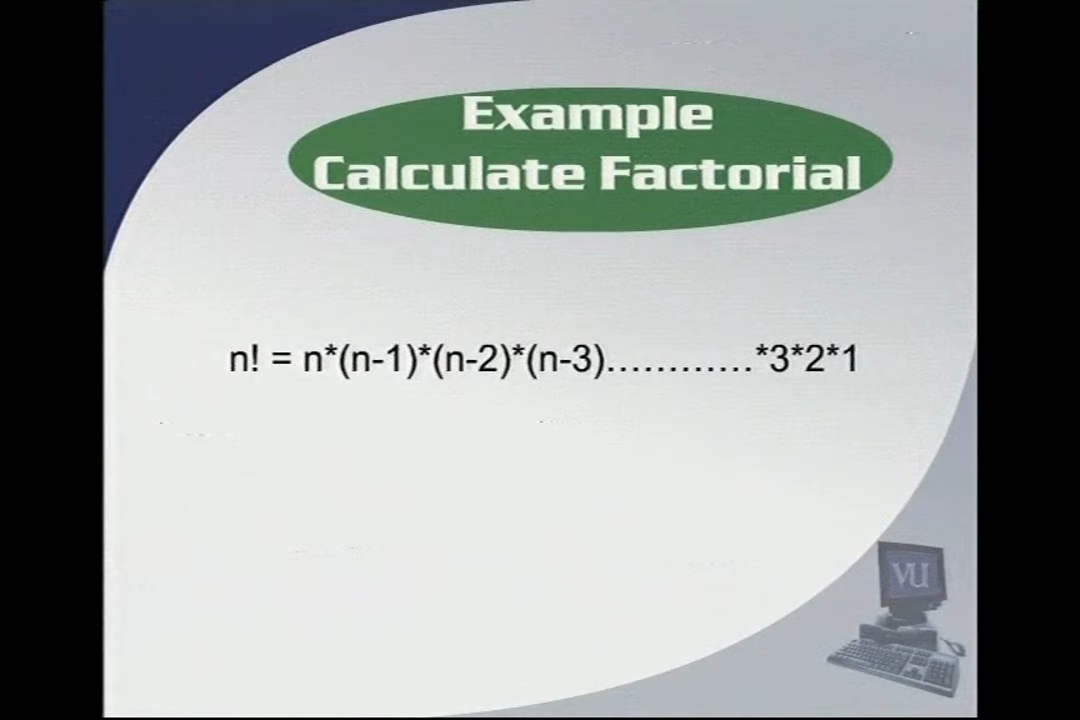 Example
Calculate Factorial
n! = n*(n-1)*(n-2)*(n-3)............*3*2*1
VU